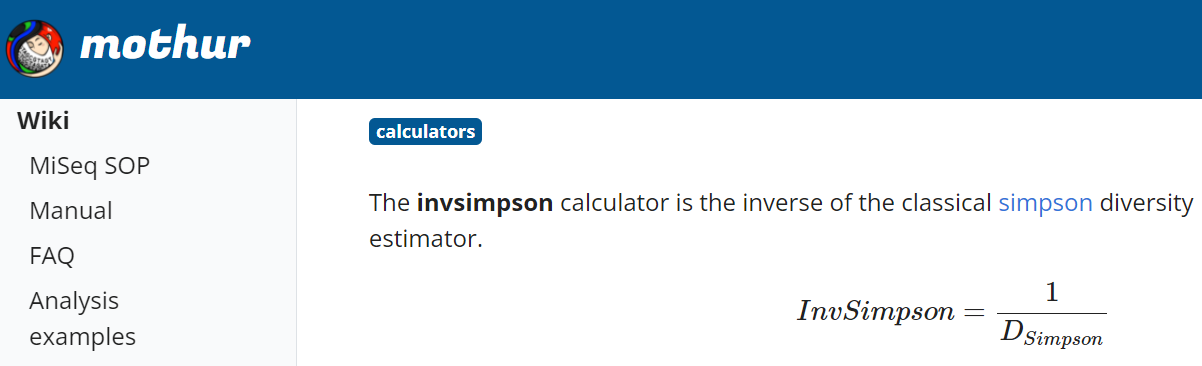 mothur
Wiki
MiSeq SOP
Manual
FAQ
Analysis
examples
calculators
The invsimpson calculator is the inverse of the classical simpson diversity
estimator.
InvSimpson = 1 / D_Simpson